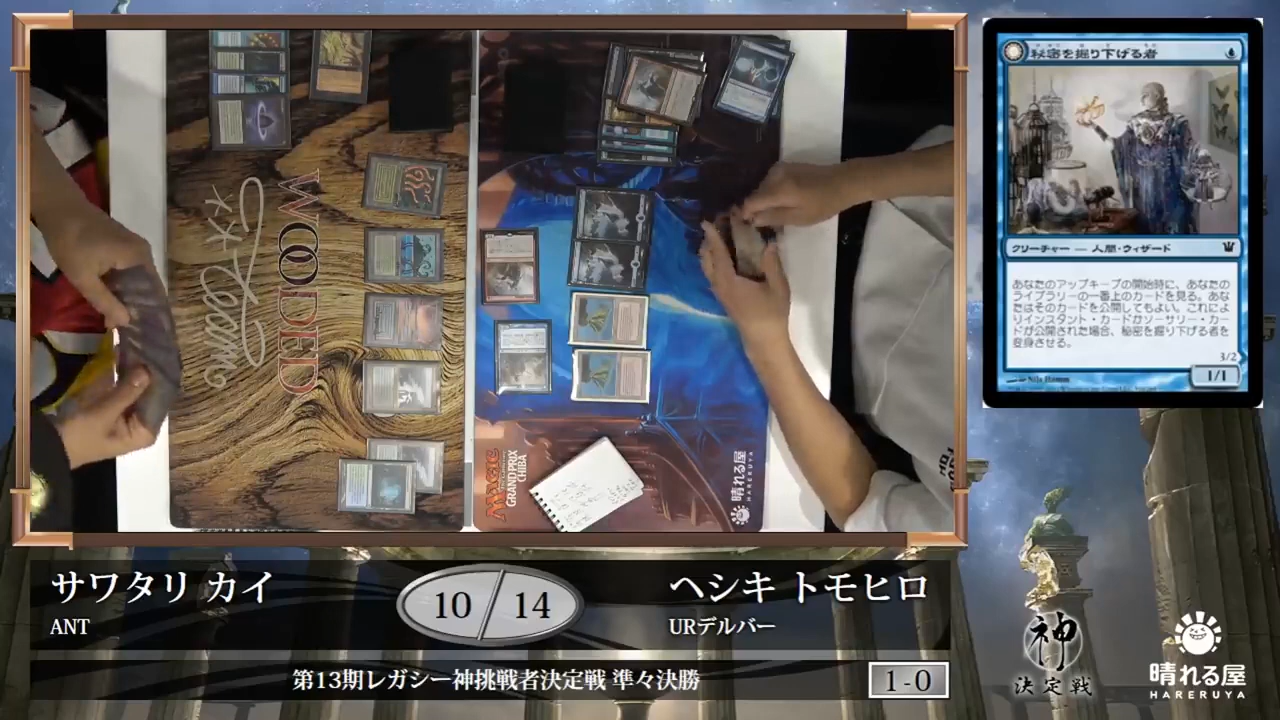 秘密を掘り下げる者
クリーチャー — 人間・ウィザード
あなたのアップキープの開始時に、あなたの
ライブラリーの一番上のカードを見る。あな
たはそのカードを公開してもよい。これによ
りインスタント・カードかソーサリー・カー
ドが公開された場合、秘密を掘り下げる者を
変身させる。
3/2
1/1
WOODED
MAGIC
GRAND PRIX
CHIBA
晴れる屋
HARERUYA
サワタリ カイ
ANT
10 / 14
ヘシキ トモヒロ
URデルバー
第13期レガシー神挑戦者決定戦 準々決勝
1-0
神
決定戦
晴れる屋
HARERUYA